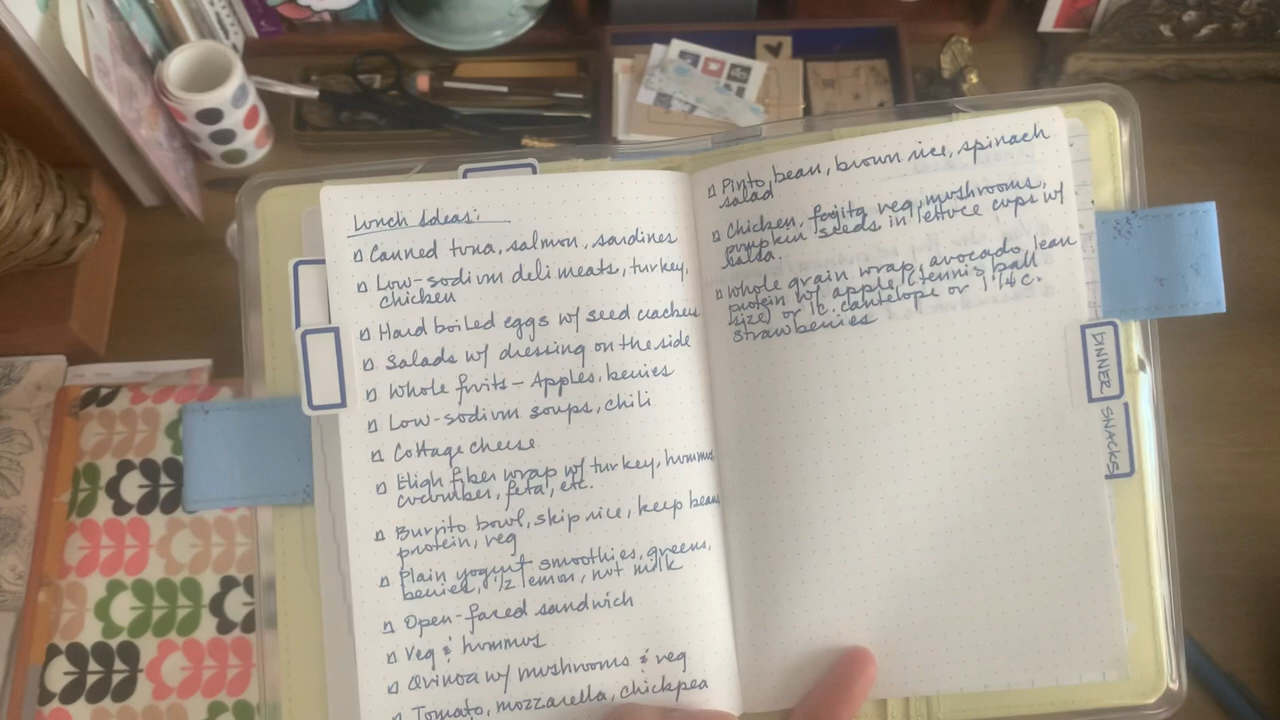 Lunch Ideas:
Canned tuna, salmon, sardines
Low-sodium deli meats, turkey,
chicken
Hard boiled eggs w/ seed crackers
Salads w/ dressing on the side
Whole fruits – Apples, berries
Low-sodium soups, chili
Cottage cheese
High fiber wrap w/ turkey, hummus
cucumber, feta, etc.
Burrito bowl, skip rice, keep beans
protein, veg
Plain yogurt smoothies, greens,
berries, 1/2 lemon, nut milk
Open-faced sandwich
Veg & hummus
Quinoa w/ mushrooms & veg
Tomato, mozzarella, chickpea
Pinto bean, brown rice, spinach
salad
Chicken, fajita veg, mushrooms,
pumpkin seeds in lettuce cups w/
salsa.
Whole grain wrap, avocado, lean
protein w/ apple (tennis ball
size) or 1c. cantelope or 1 1/4 c.
strawberries
DINNER
SNACKS